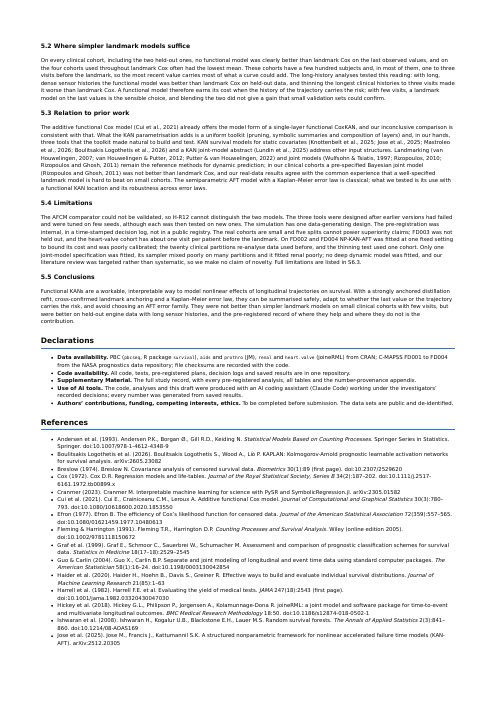 5.2 Where simpler landmark models suffice
On every clinical cohort, including the two held-out ones, no functional model was clearly better than landmark Cox on the last observed values, and on
the four cohorts used throughout landmark Cox often had the lowest mean. These cohorts have a few hundred subjects and, in most of them, one to three
visits before the landmark, so the most recent value carries most of what a curve could add. The long-history analyses tested this reading: with long,
dense sensor histories the functional model was better than landmark Cox on held-out data, and thinning the longest clinical histories to three visits made
it worse than landmark Cox. A functional model therefore earns its cost when the history of the trajectory carries the risk; with few visits, a landmark
model on the last values is the sensible choice, and blending the two did not give a gain that small validation sets could confirm.
5.3 Relation to prior work
The additive functional Cox model (Cui et al., 2021) already offers the model form of a single-layer functional CoxKAN, and our inconclusive comparison is
consistent with that. What the KAN parametrisation adds is a uniform toolkit (pruning, symbolic summaries and composition of layers) and, in our hands,
three tools that the toolkit made natural to build and test. KAN survival models for static covariates (Knottenbelt et al., 2025; Jose et al., 2025; Mastroleo
et al., 2026; Boulitsakis Logothetis et al., 2026) and a KAN joint-model abstract (Lundin et al., 2025) address other input structures. Landmarking (van
Houwelingen, 2007; van Houwelingen & Putter, 2012; Putter & van Houwelingen, 2022) and joint models (Wulfsohn & Tsiatis, 1997; Rizopoulos, 2010;
Rizopoulos and Ghosh, 2011) remain the reference methods for dynamic prediction; in our clinical cohorts a pre-specified Bayesian joint model
(Rizopoulos and Ghosh, 2011) was not better than landmark Cox, and our real-data results agree with the common experience that a well-specified
landmark model is hard to beat on small cohorts. The semiparametric AFT model with a Kaplan-Meier error law is classical; what we tested is its use with
a functional KAN location and its robustness across error laws.
5.4 Limitations
The AFCM comparator could not be validated, so H-R12 cannot distinguish the two models. The three tools were designed after earlier versions had failed
and were tuned on few seeds, although each was then tested on new ones. The simulation has one data-generating design. The pre-registration was
internal, in a time-stamped decision log, not in a public registry. The real cohorts are small and five splits cannot power superiority claims; FD003 was not
held out, and the heart-valve cohort has about one visit per patient before the landmark. On FD002 and FD004 NP-KAN-AFT was fitted at one fixed setting
to bound its cost and was poorly calibrated; the twenty clinical partitions re-analyse data used before, and the thinning test used one cohort. Only one
joint-model specification was fitted, its sampler mixed poorly on many partitions and it fitted renal poorly; no deep dynamic model was fitted, and our
literature review was targeted rather than systematic, so we make no claim of novelty. Full limitations are listed in S6.3.
5.5 Conclusions
Functional KANs are a workable, interpretable way to model nonlinear effects of longitudinal trajectories on survival. With a strongly anchored distillation
refit, cross-confirmed landmark anchoring and a Kaplan-Meier error law, they can be summarised safely, adapt to whether the last value or the trajectory
carries the risk, and avoid choosing an AFT error family. They were not better than simpler landmark models on small clinical cohorts with few visits, but
were better on held-out engine data with long sensor histories, and the pre-registered record of where they help and where they do not is the
contribution.
Declarations
• Data availability. PBC (pbcseq, R package survival), aids and prothro (JM), renal and heart.valve (joineRML) from CRAN; C-MAPSS FD001 to FD004
from the NASA prognostics data repository; file checksums are recorded with the code.
• Code availability. All code, tests, pre-registered plans, decision logs and saved results are in one repository.
• Supplementary Material. The full study record, with every pre-registered analysis, all tables and the number-provenance appendix.
• Use of AI tools. The code, analyses and this draft were produced with an AI coding assistant (Claude Code) working under the investigators'
recorded decisions; every number was generated from saved results.
• Authors' contributions, funding, competing interests, ethics. To be completed before submission. The data sets are public and de-identified.
References
• Andersen et al. (1993). Andersen P.K., Borgan Ø., Gill R.D., Keiding N. Statistical Models Based on Counting Processes. Springer Series in Statistics.
Springer. doi:10.1007/978-1-4612-4348-9
• Boulitsakis Logothetis et al. (2026). Boulitsakis Logothetis S., Wood A., Liò P. KAPLAN: Kolmogorov-Arnold prognostic learnable activation networks
for survival analysis. arXiv:2605.23082
• Breslow (1974). Breslow N. Covariance analysis of censored survival data. Biometrics 30(1):89 (first page). doi:10.2307/2529620
• Cox (1972). Cox D.R. Regression models and life-tables. Journal of the Royal Statistical Society, Series B 34(2):187–202. doi:10.1111/j.2517-
6161.1972.tb00899.x
• Cranmer (2023). Cranmer M. Interpretable machine learning for science with PySR and SymbolicRegression.jl. arXiv:2305.01582
• Cui et al. (2021). Cui E., Crainiceanu C.M., Leroux A. Additive functional Cox model. Journal of Computational and Graphical Statistics 30(3):780–
793. doi:10.1080/10618600.2020.1853550
• Efron (1977). Efron B. The efficiency of Cox's likelihood function for censored data. Journal of the American Statistical Association 72(359):557–565.
doi:10.1080/01621459.1977.10480613
• Fleming & Harrington (1991). Fleming T.R., Harrington D.P. Counting Processes and Survival Analysis. Wiley (online edition 2005).
doi:10.1002/9781118150672
• Graf et al. (1999). Graf E., Schmoor C., Sauerbrei W., Schumacher M. Assessment and comparison of prognostic classification schemes for survival
data. Statistics in Medicine 18(17–18):2529–2545
• Guo & Carlin (2004). Guo X., Carlin B.P. Separate and joint modeling of longitudinal and event time data using standard computer packages. The
American Statistician 58(1):16–24. doi:10.1198/0003130042854
• Haider et al. (2020). Haider H., Hoehn B., Davis S., Greiner R. Effective ways to build and evaluate individual survival distributions. Journal of
Machine Learning Research 21(85):1–63
• Harrell et al. (1982). Harrell F.E. et al. Evaluating the yield of medical tests. JAMA 247(18):2543 (first page).
doi:10.1001/jama.1982.03320430047030
• Hickey et al. (2018). Hickey G.L., Philipson P., Jorgensen A., Kolamunnage-Dona R. joineRML: a joint model and software package for time-to-event
and multivariate longitudinal outcomes. BMC Medical Research Methodology 18:50. doi:10.1186/s12874-018-0502-1
• Ishwaran et al. (2008). Ishwaran H., Kogalur U.B., Blackstone E.H., Lauer M.S. Random survival forests. The Annals of Applied Statistics 2(3):841–
860. doi:10.1214/08-AOAS169
• Jose et al. (2025). Jose M., Francis J., Kattumannil S.K. A structured nonparametric framework for nonlinear accelerated failure time models (KAN-
AFT). arXiv:2512.20305